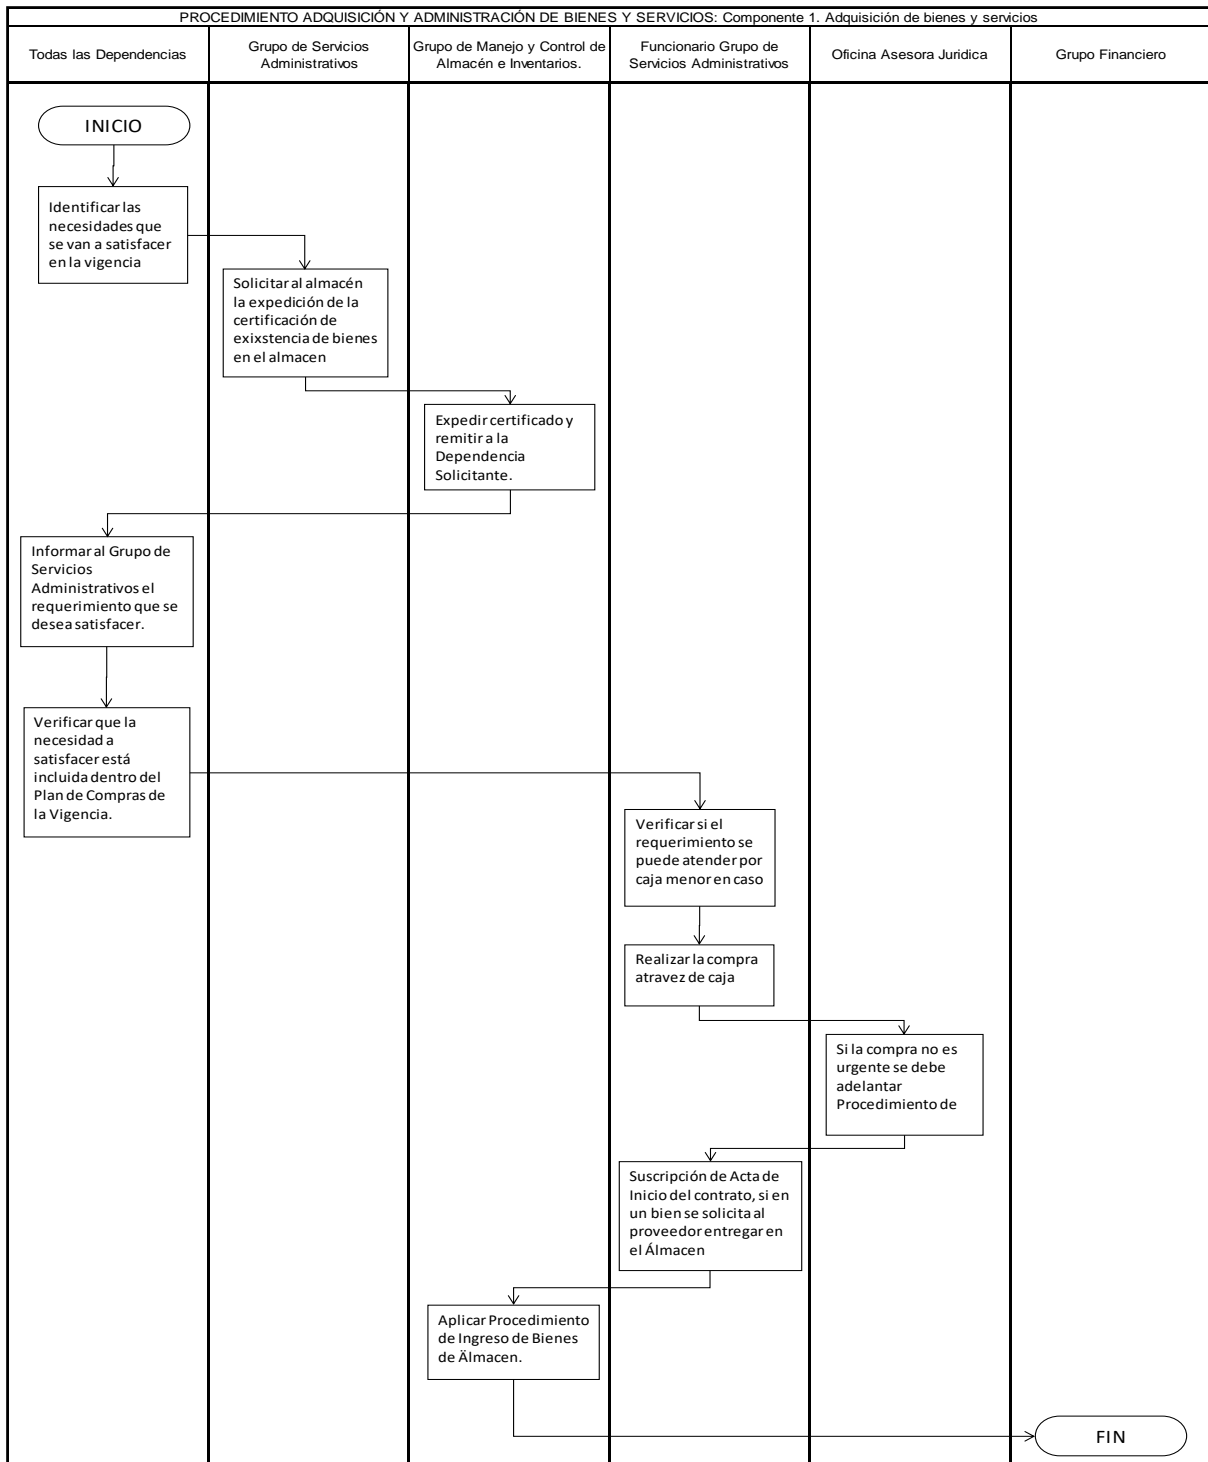 PROCEDIMIENTO ADQUISICIÓN Y ADMINISTRACIÓN DE BIENES Y SERVICIOS: Componente 1. Adquisición de bienes y servicios
Todas las Dependencias
Grupo de Servicios
Administrativos
Grupo de Manejo y Control de
Almacén e Inventarios.
Funcionario Grupo de
Servicios Administrativos
Oficina Asesora Juridica
Grupo Financiero
INICIO
Identificar las
necesidades que
se van a satisfacer
en la vigencia
Solicitar al almacén
la expedición de la
certificación de
exixstencia de bienes
en el almacen
Expedir certificado y
remitir a la
Dependencia
Solicitante.
Informar al Grupo de
Servicios
Administrativos el
requerimiento que se
desea satisfacer.
Verificar que la
necesidad a
satisfacer está
incluida dentro del
Plan de Compras de
la Vigencia.
Verificar si el
requerimiento se
puede atender por
caja menor en caso
Realizar la compra
atravez de caja
Si la compra no es
urgente se debe
adelantar
Procedimiento de
Suscripción de Acta de
Inicio del contrato, si en
un bien se solicita al
proveedor entregar en
el Álmacen
Aplicar Procedimiento
de Ingreso de Bienes
de Älmacen.
FIN